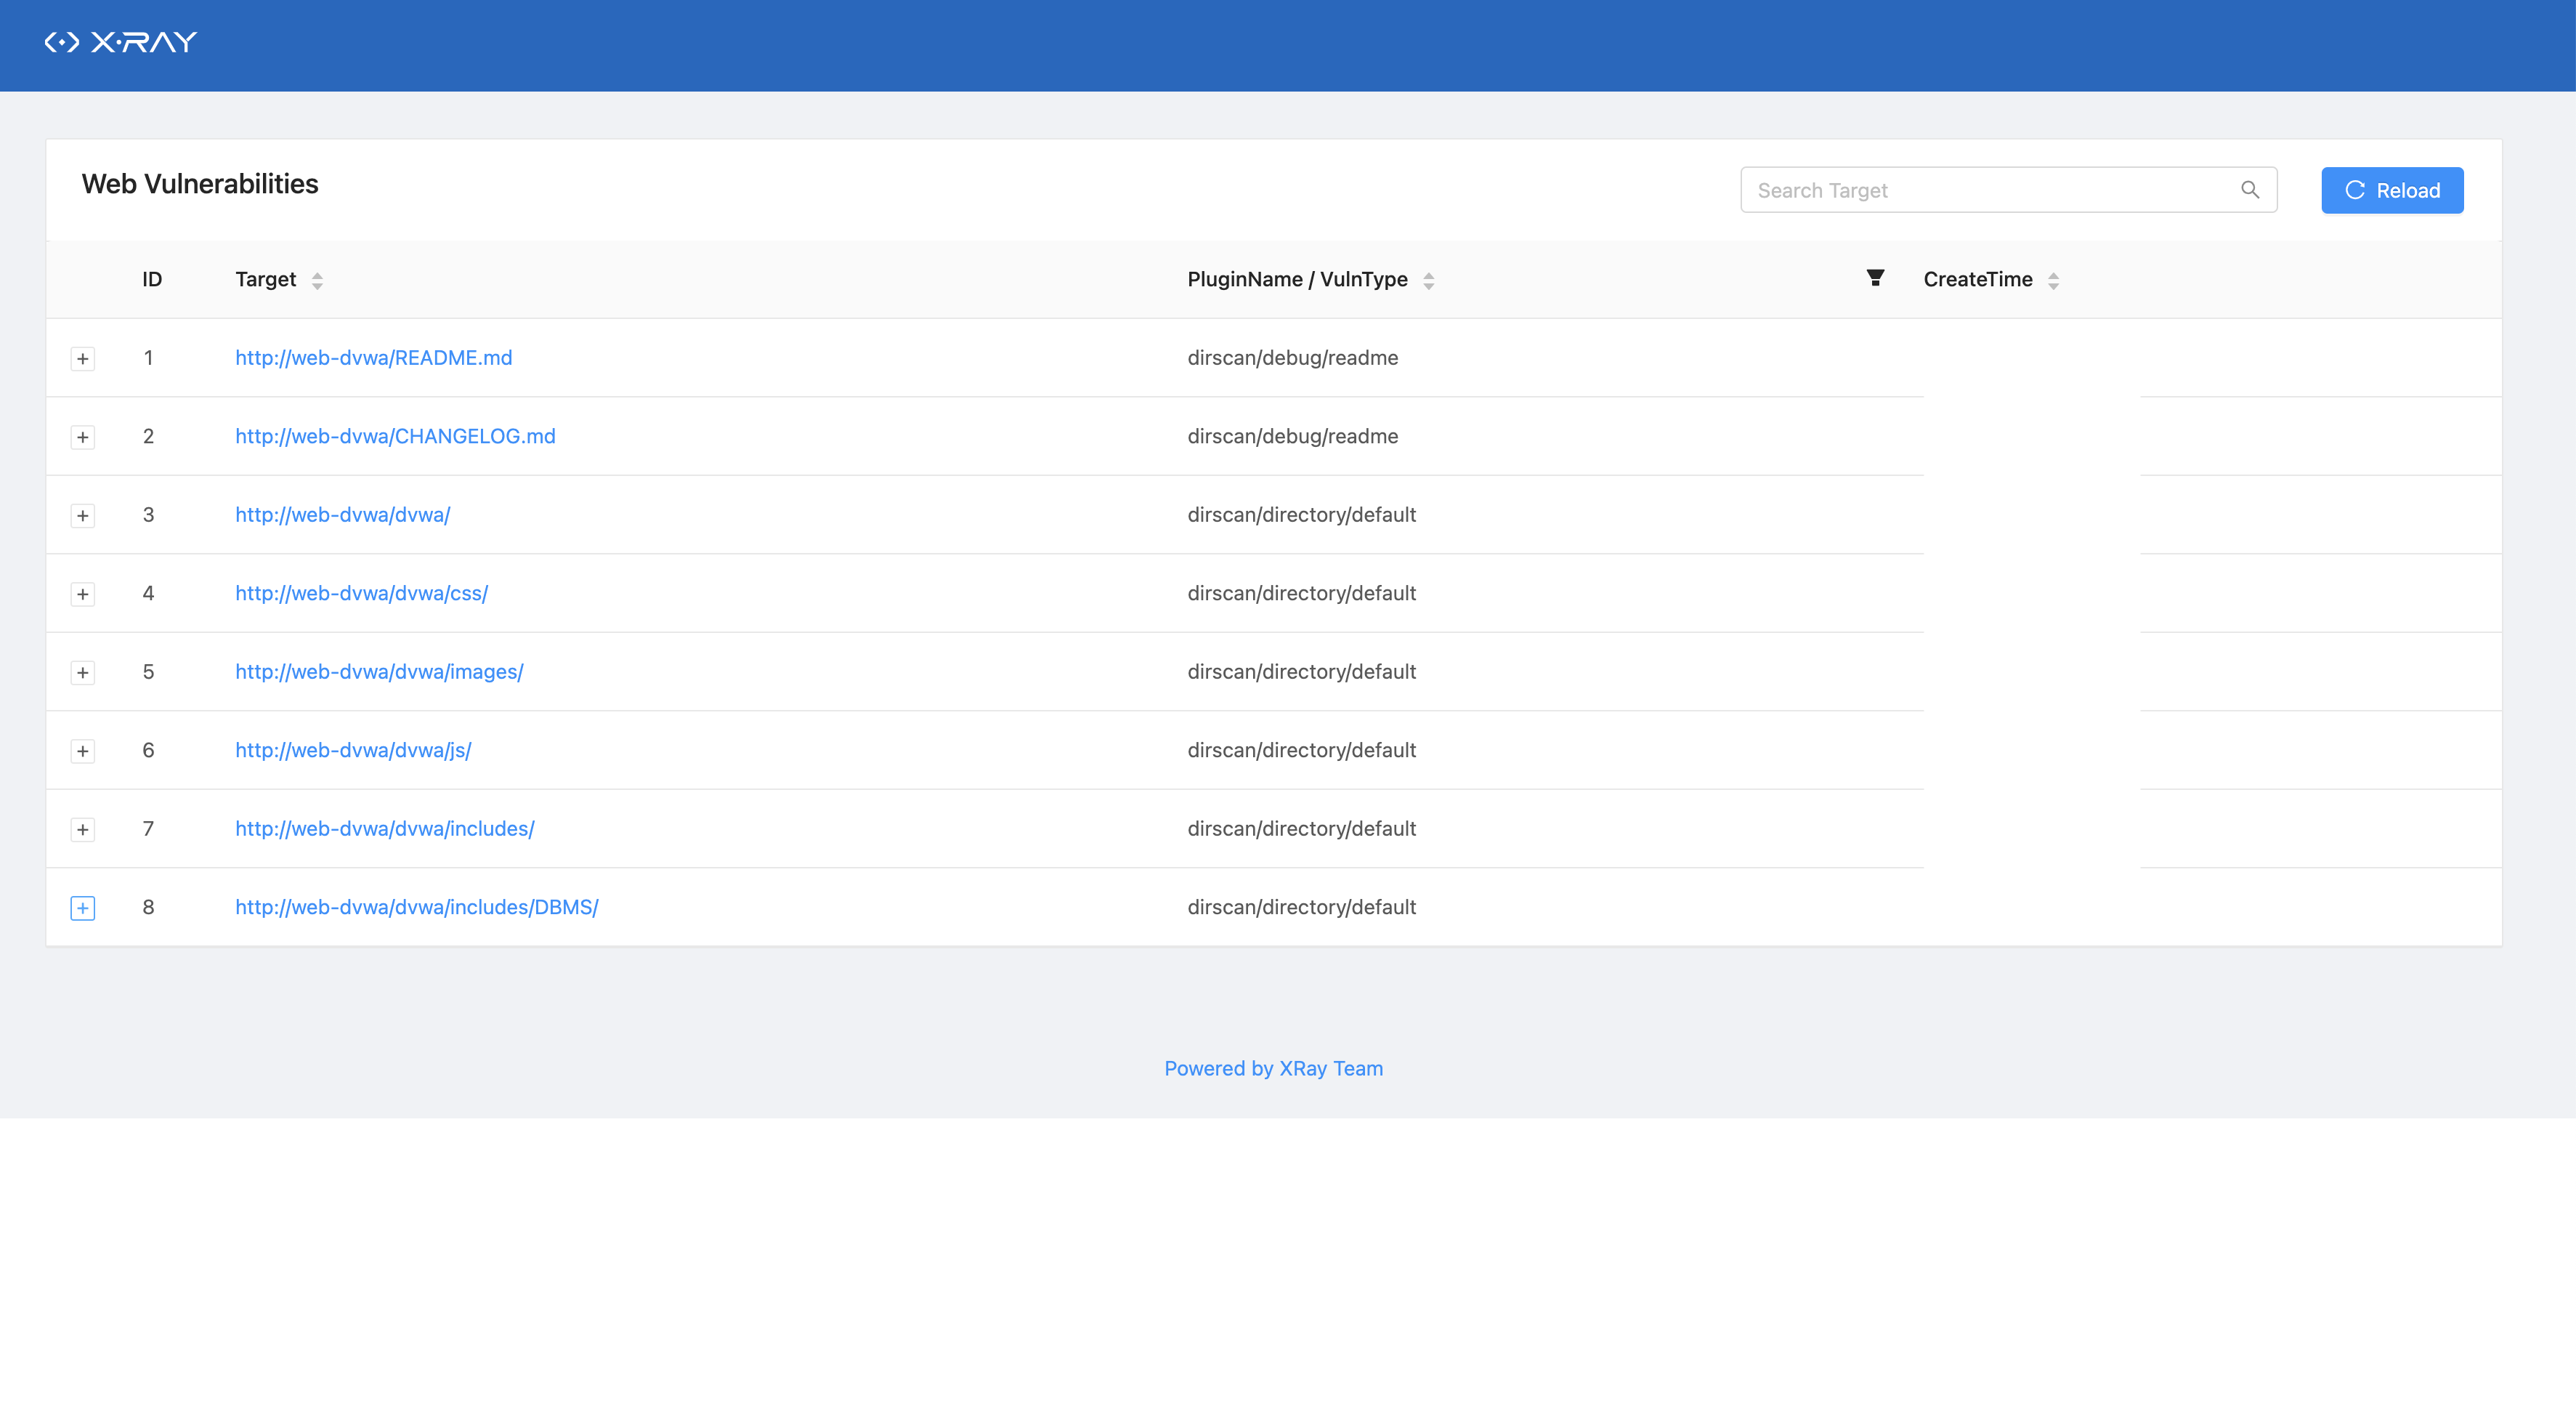 X·RAY
Web Vulnerabilities
Search Target
Reload
ID Target PluginName / VulnType CreateTime
1 http://web-dvwa/README.md dirscan/debug/readme
2 http://web-dvwa/CHANGELOG.md dirscan/debug/readme
3 http://web-dvwa/dvwa/ dirscan/directory/default
4 http://web-dvwa/dvwa/css/ dirscan/directory/default
5 http://web-dvwa/dvwa/images/ dirscan/directory/default
6 http://web-dvwa/dvwa/js/ dirscan/directory/default
7 http://web-dvwa/dvwa/includes/ dirscan/directory/default
8 http://web-dvwa/dvwa/includes/DBMS/ dirscan/directory/default
Powered by XRay Team